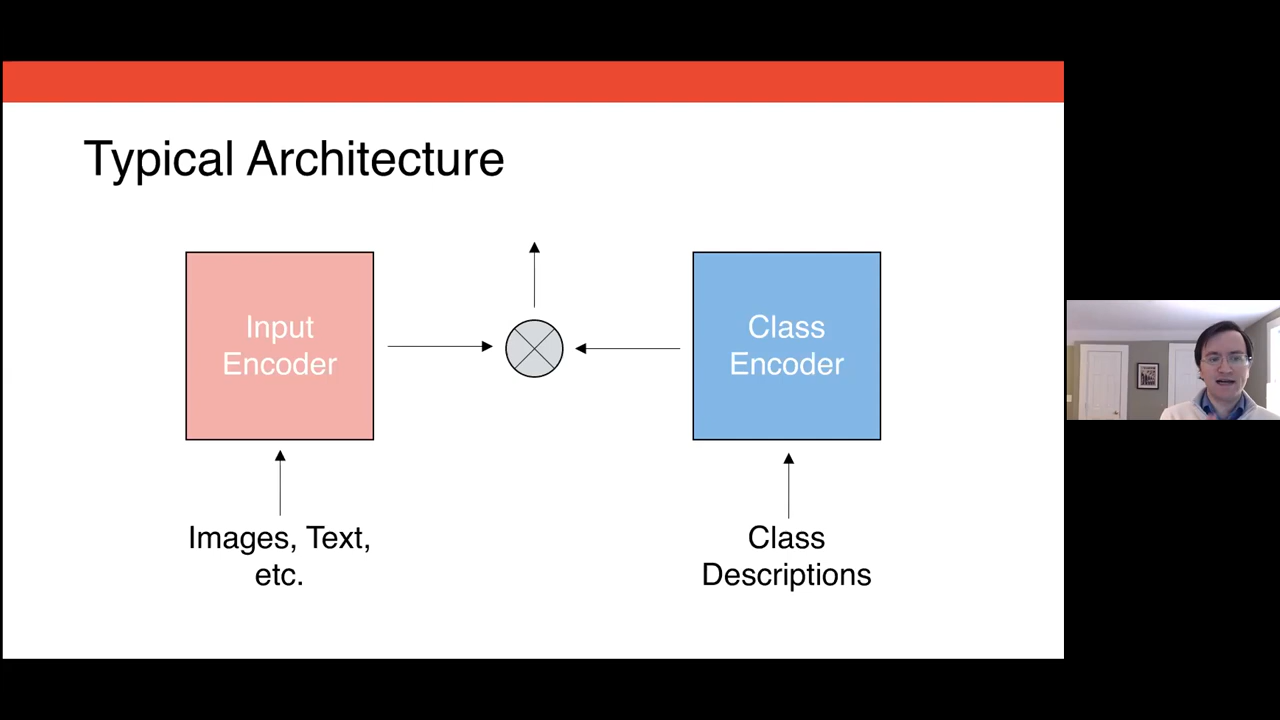 Typical Architecture
Input
Encoder
Class
Encoder
Images, Text,
etc.
Class
Descriptions